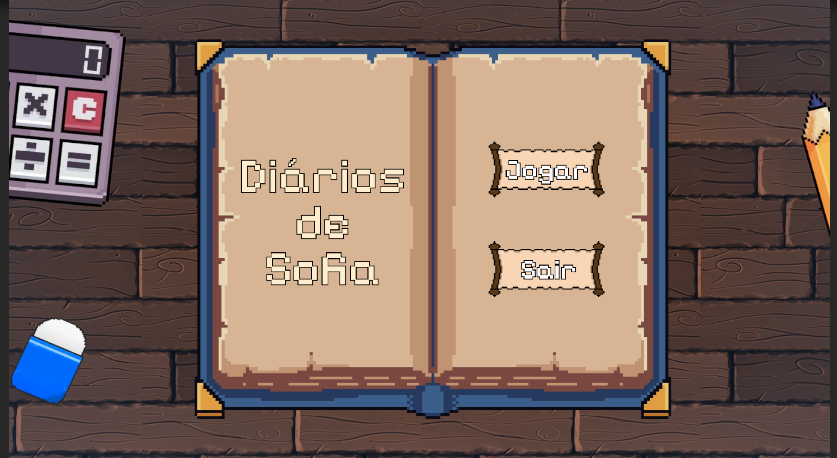 0
× C
÷ =
Diários
de
Sofia
Jogar
Sair